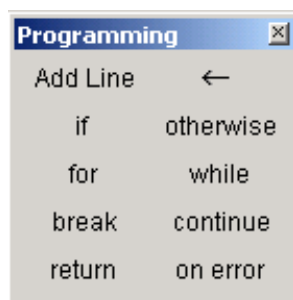 Programming
Add Line ←
if otherwise
for while
break continue
return on error